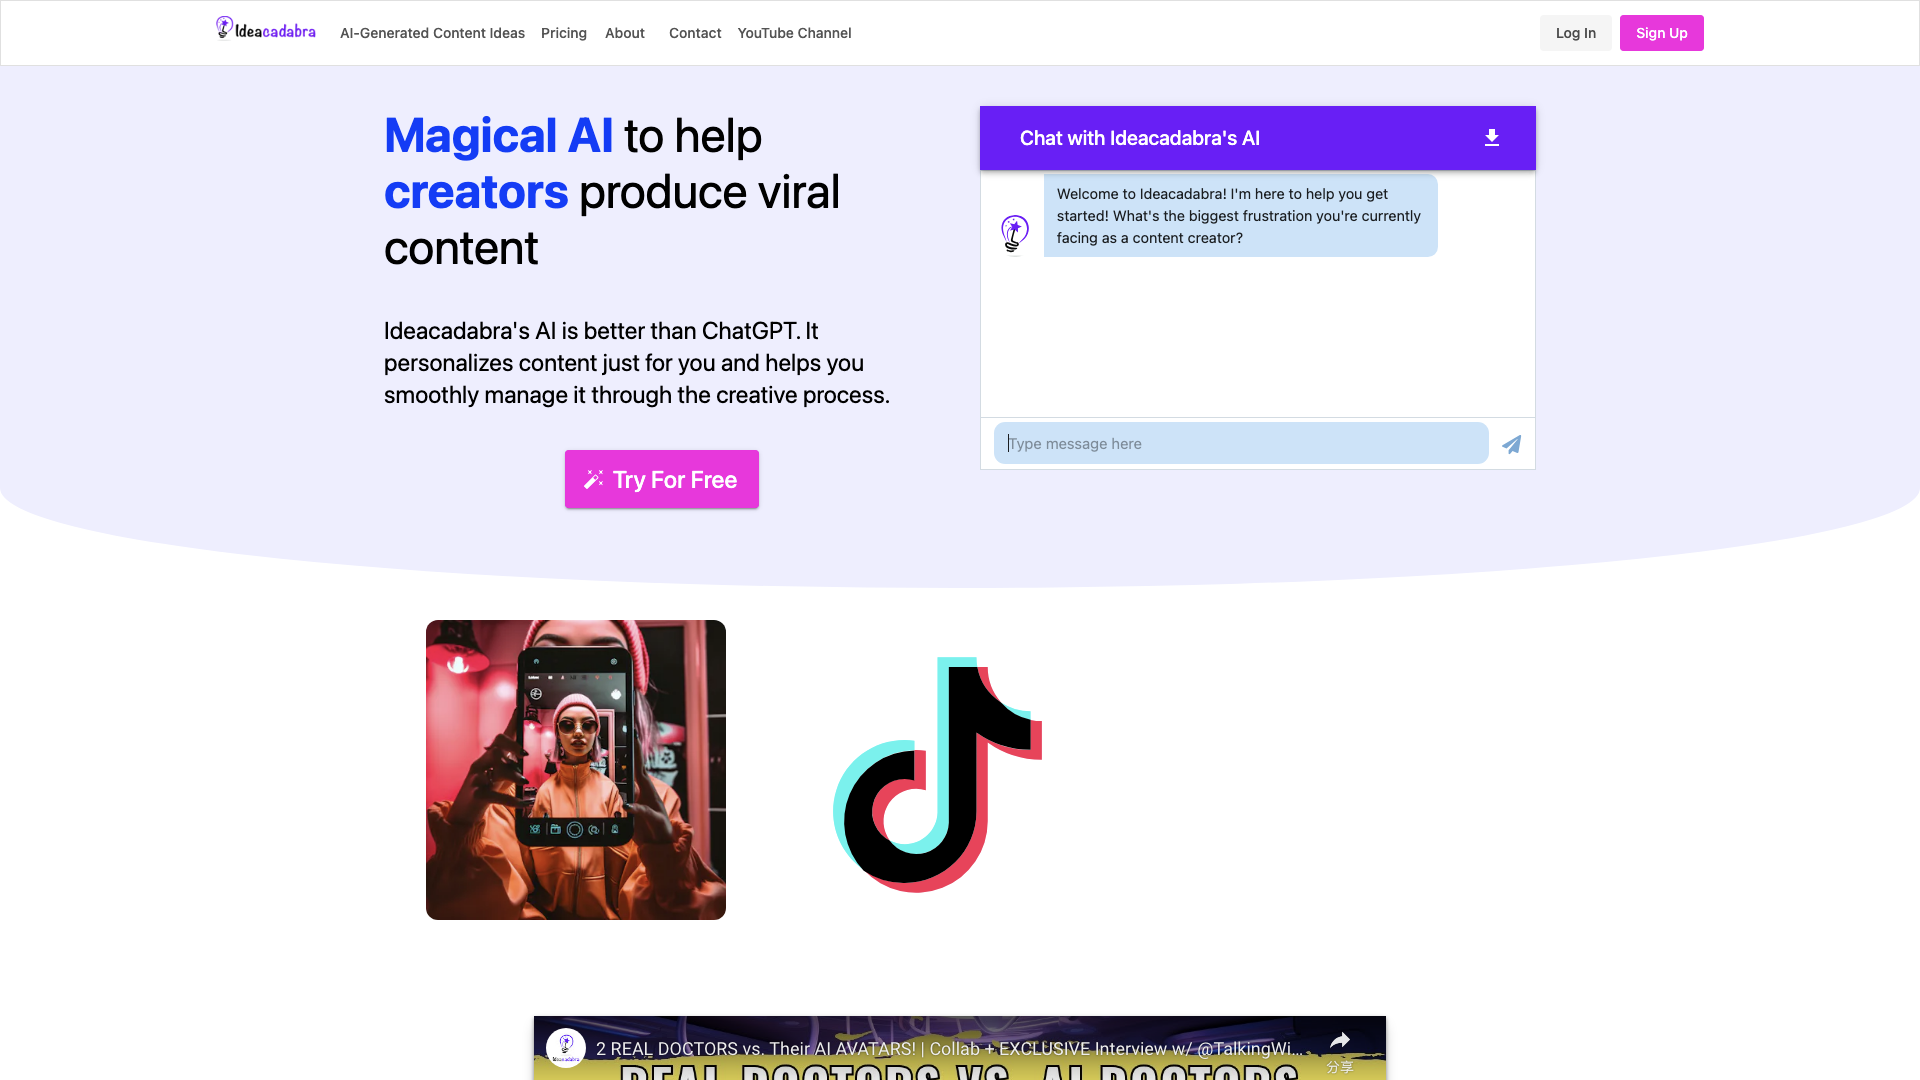 Ideacadabra
AI-Generated Content Ideas
Pricing
About
Contact
YouTube Channel
Log In
Sign Up
Magical AI to help
creators produce viral
content
Ideacadabra's AI is better than ChatGPT. It
personalizes content just for you and helps you
smoothly manage it through the creative process.
Try For Free
Chat with Ideacadabra's AI
Welcome to Ideacadabra! I'm here to help you get
started! What's the biggest frustration you're currently
facing as a content creator?
Type message here
2 REAL DOCTORS vs. Their AI AVATARS! | Collab + EXCLUSIVE Interview w/ @TalkingWi...
分享
REAL DOCTORS VS. AI DOCTORS